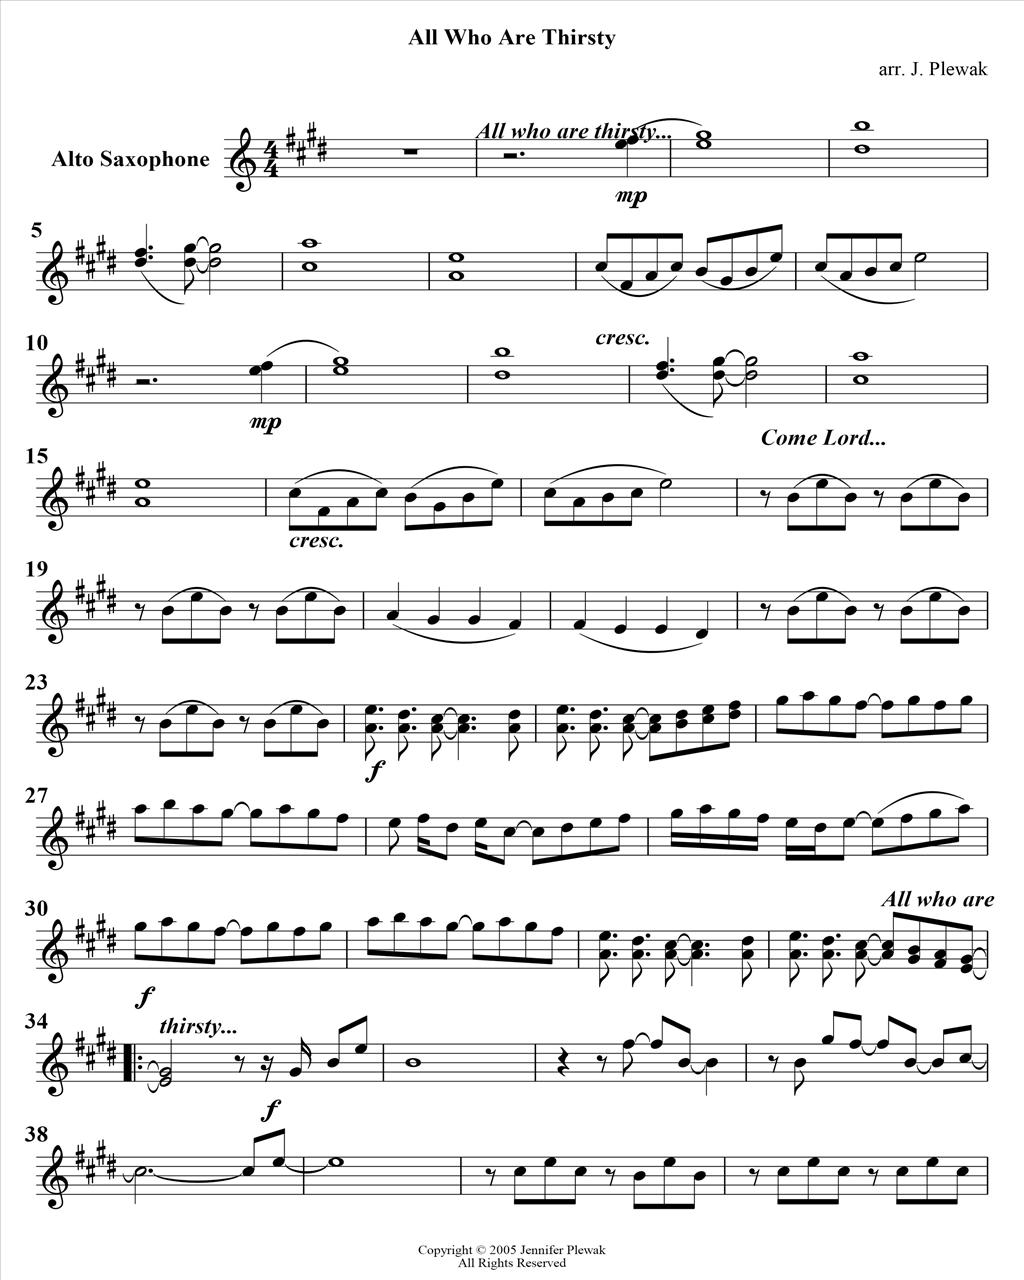 All Who Are Thirsty
arr. J. Plewak
All who are thirsty...
Alto Saxophone
4
4
mp
5
10
cresc.
mp
Come Lord...
15
cresc.
19
23
f
27
30
All who are
f
34
thirsty...
f
38
Copyright © 2005 Jennifer Plewak
All Rights Reserved